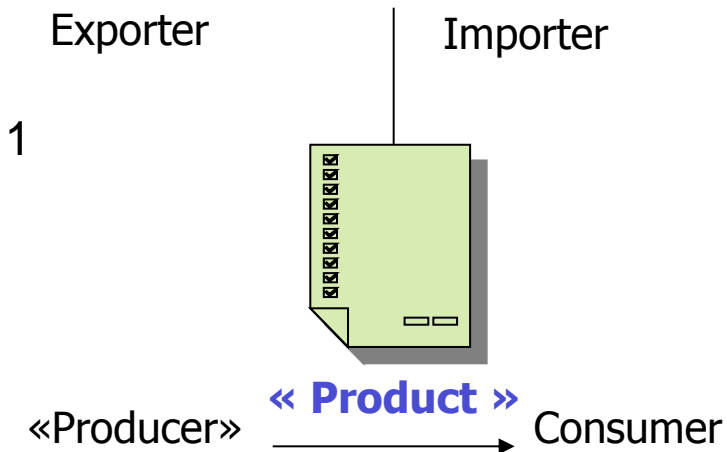 Exporter
Importer
1
« Product »
«Producer»
Consumer